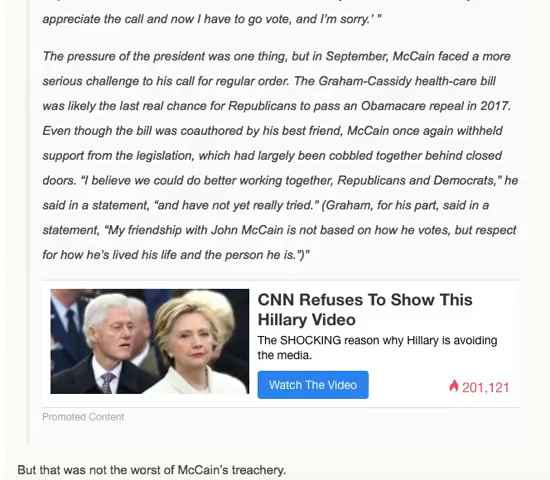 appreciate the call and now I have to go vote, and I'm sorry.' ”
The pressure of the president was one thing, but in September, McCain faced a more
serious challenge to his call for regular order. The Graham-Cassidy health-care bill
was likely the last real chance for Republicans to pass an Obamacare repeal in 2017.
Even though the bill was coauthored by his best friend, McCain once again withheld
support from the legislation, which had largely been cobbled together behind closed
doors. “I believe we could do better working together, Republicans and Democrats,” he
said in a statement, “and have not yet really tried.” (Graham, for his part, said in a
statement, “My friendship with John McCain is not based on how he votes, but respect
for how he's lived his life and the person he is.”)”
CNN Refuses To Show This
Hillary Video
The SHOCKING reason why Hillary is avoiding
the media.
Watch The Video
201,121
Promoted Content
But that was not the worst of McCain's treachery.